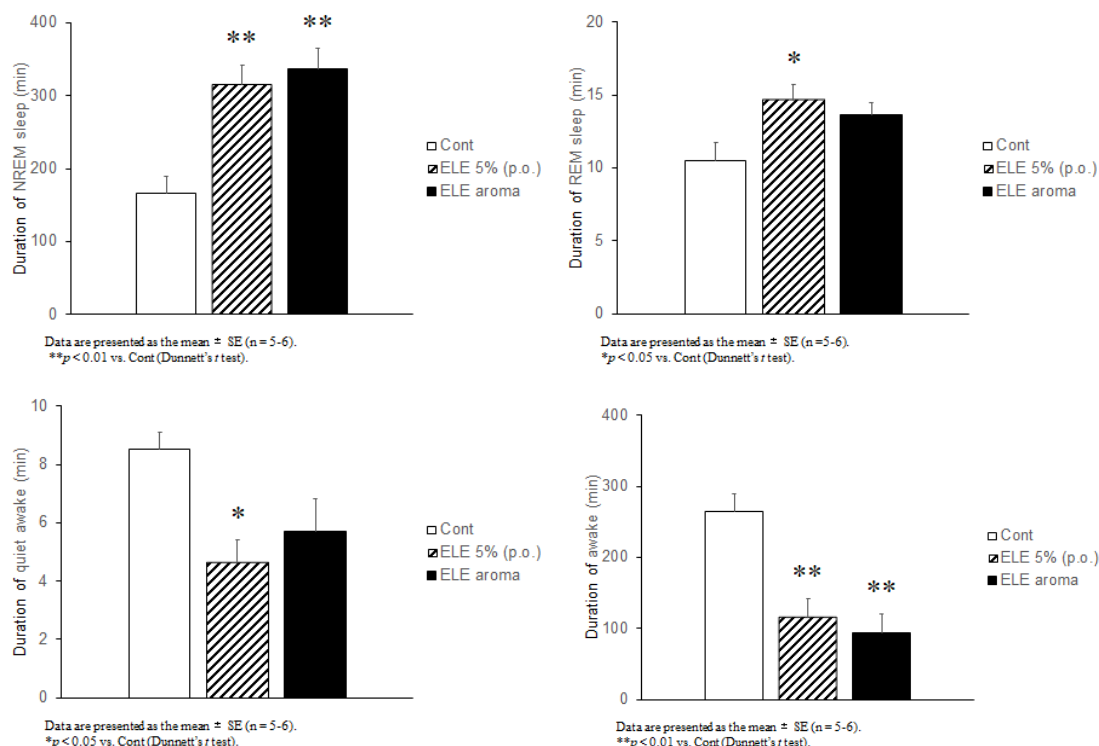 Duration of NREM sleep (min)
400
300
200
100
0
**
**
Cont
ELE 5% (p.o.)
ELE aroma
Data are presented as the mean ± SE (n = 5-6).
**p < 0.01 vs. Cont (Dunnett's t test).
Duration of REM sleep (min)
20
15
10
5
0
*
Cont
ELE 5% (p.o.)
ELE aroma
Data are presented as the mean ± SE (n =5-6).
*p < 0.05 vs. Cont (Dunnett's t test).
Duration of quiet awake (min)
10
8
6
4
2
0
*
Cont
ELE 5% (p.o.)
ELE aroma
Data are presented as the mean ± SE (n = 5-6).
*p < 0.05 vs. Cont (Dunnett's t test).
Duration of awake (min)
400
300
200
100
0
**
**
Cont
ELE 5% (p.o.)
ELE aroma
Data are presented as the mean ± SE (n = 5-6).
**p < 0.01 vs. Cont (Dunnett's t test).